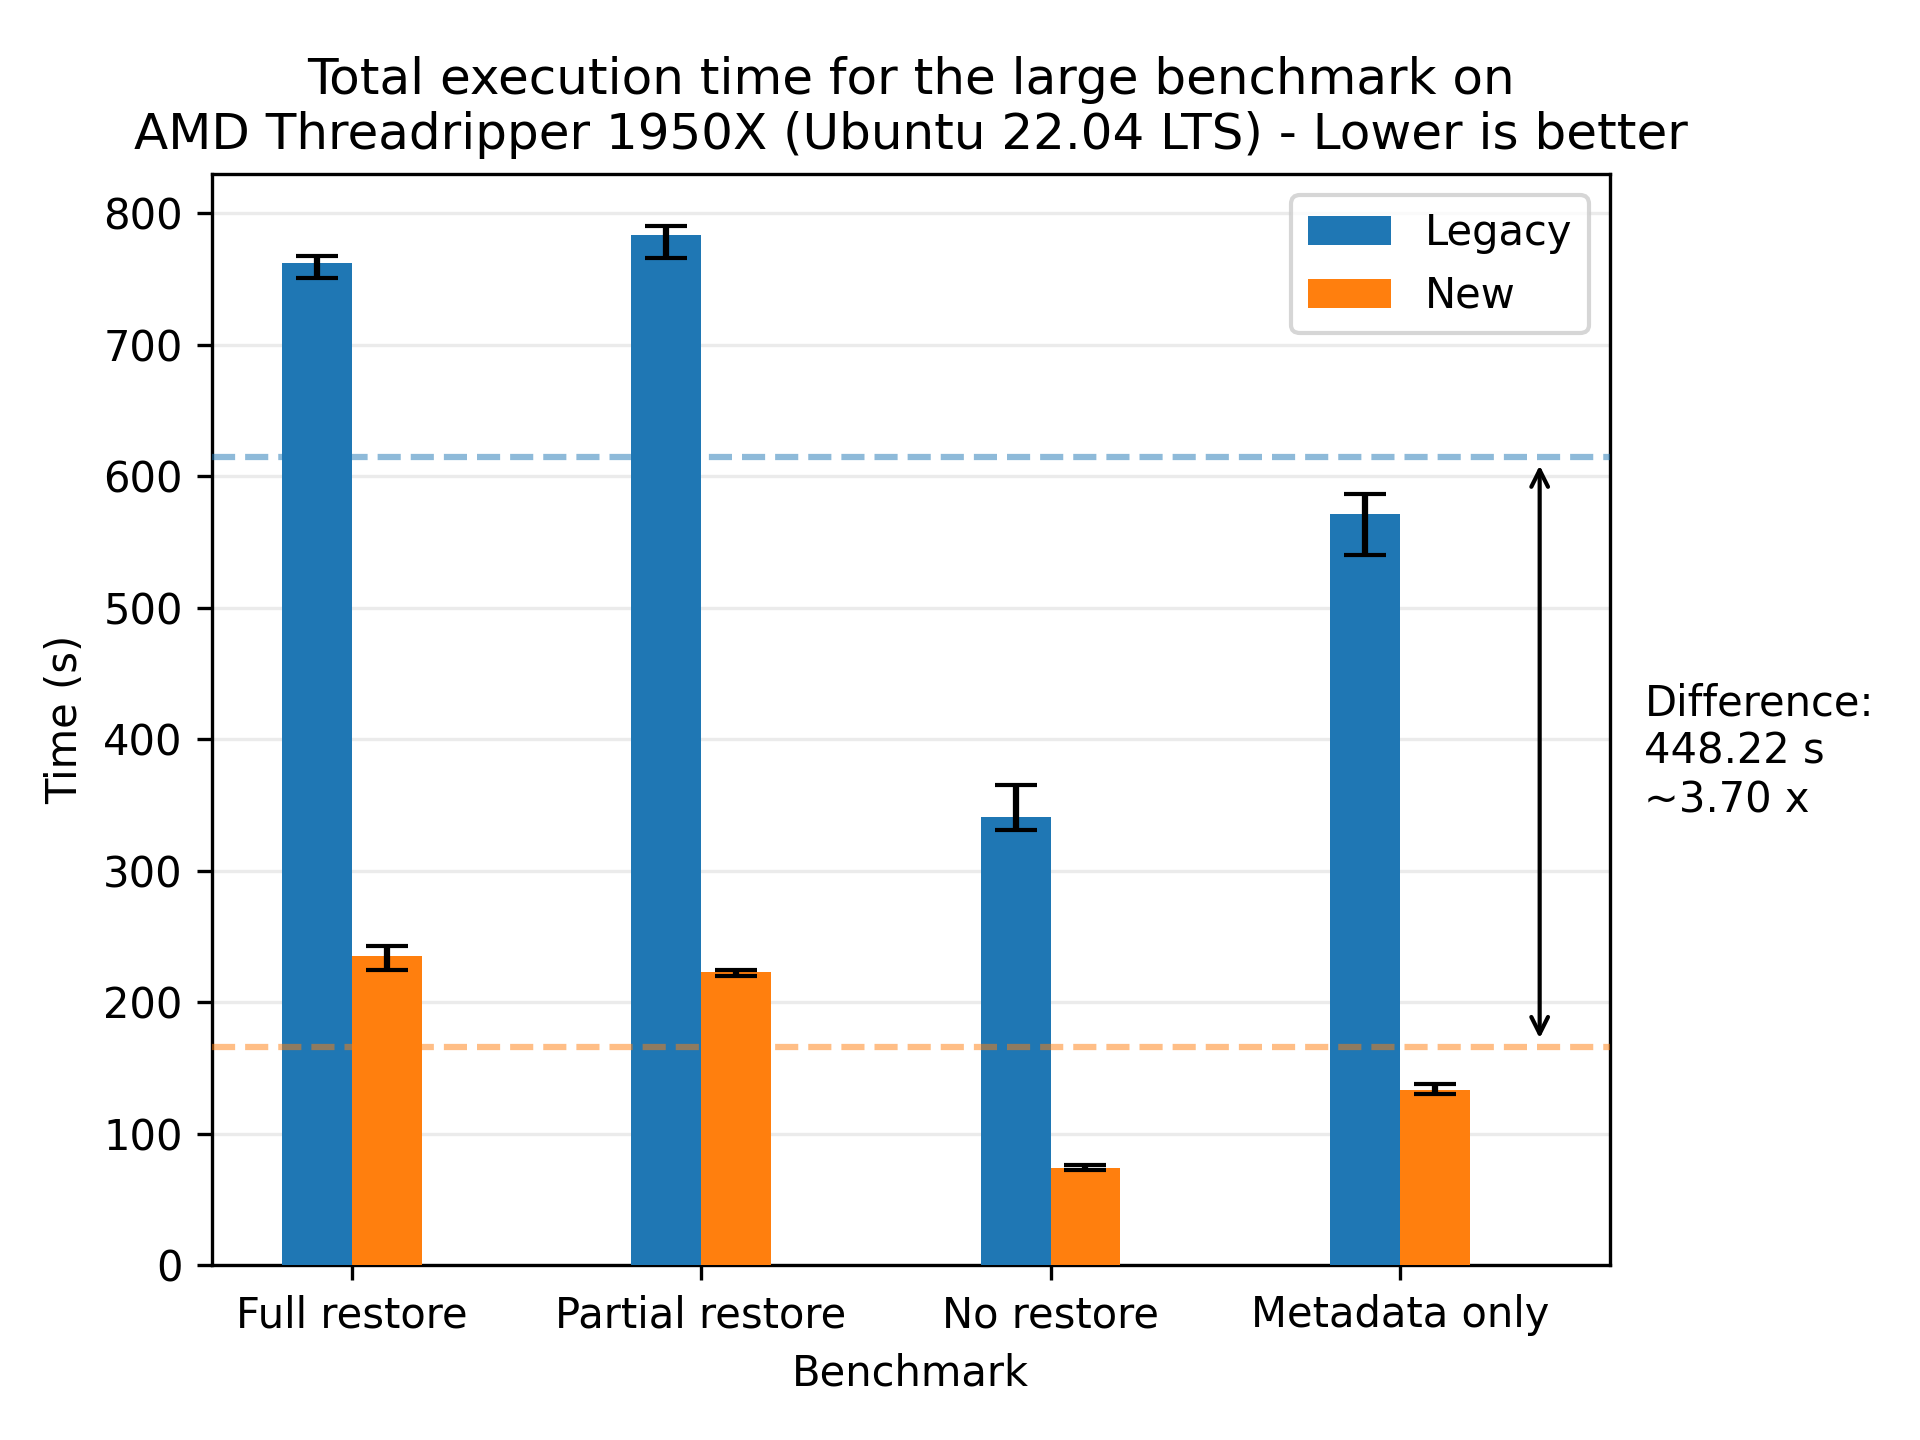 Total execution time for the large benchmark on
AMD Threadripper 1950X (Ubuntu 22.04 LTS) - Lower is better
Legacy
New
800
700
600
500
400
300
200
100
0
Time (s)
Difference:
448.22 s
~3.70 x
Full restore
Partial restore
No restore
Metadata only
Benchmark